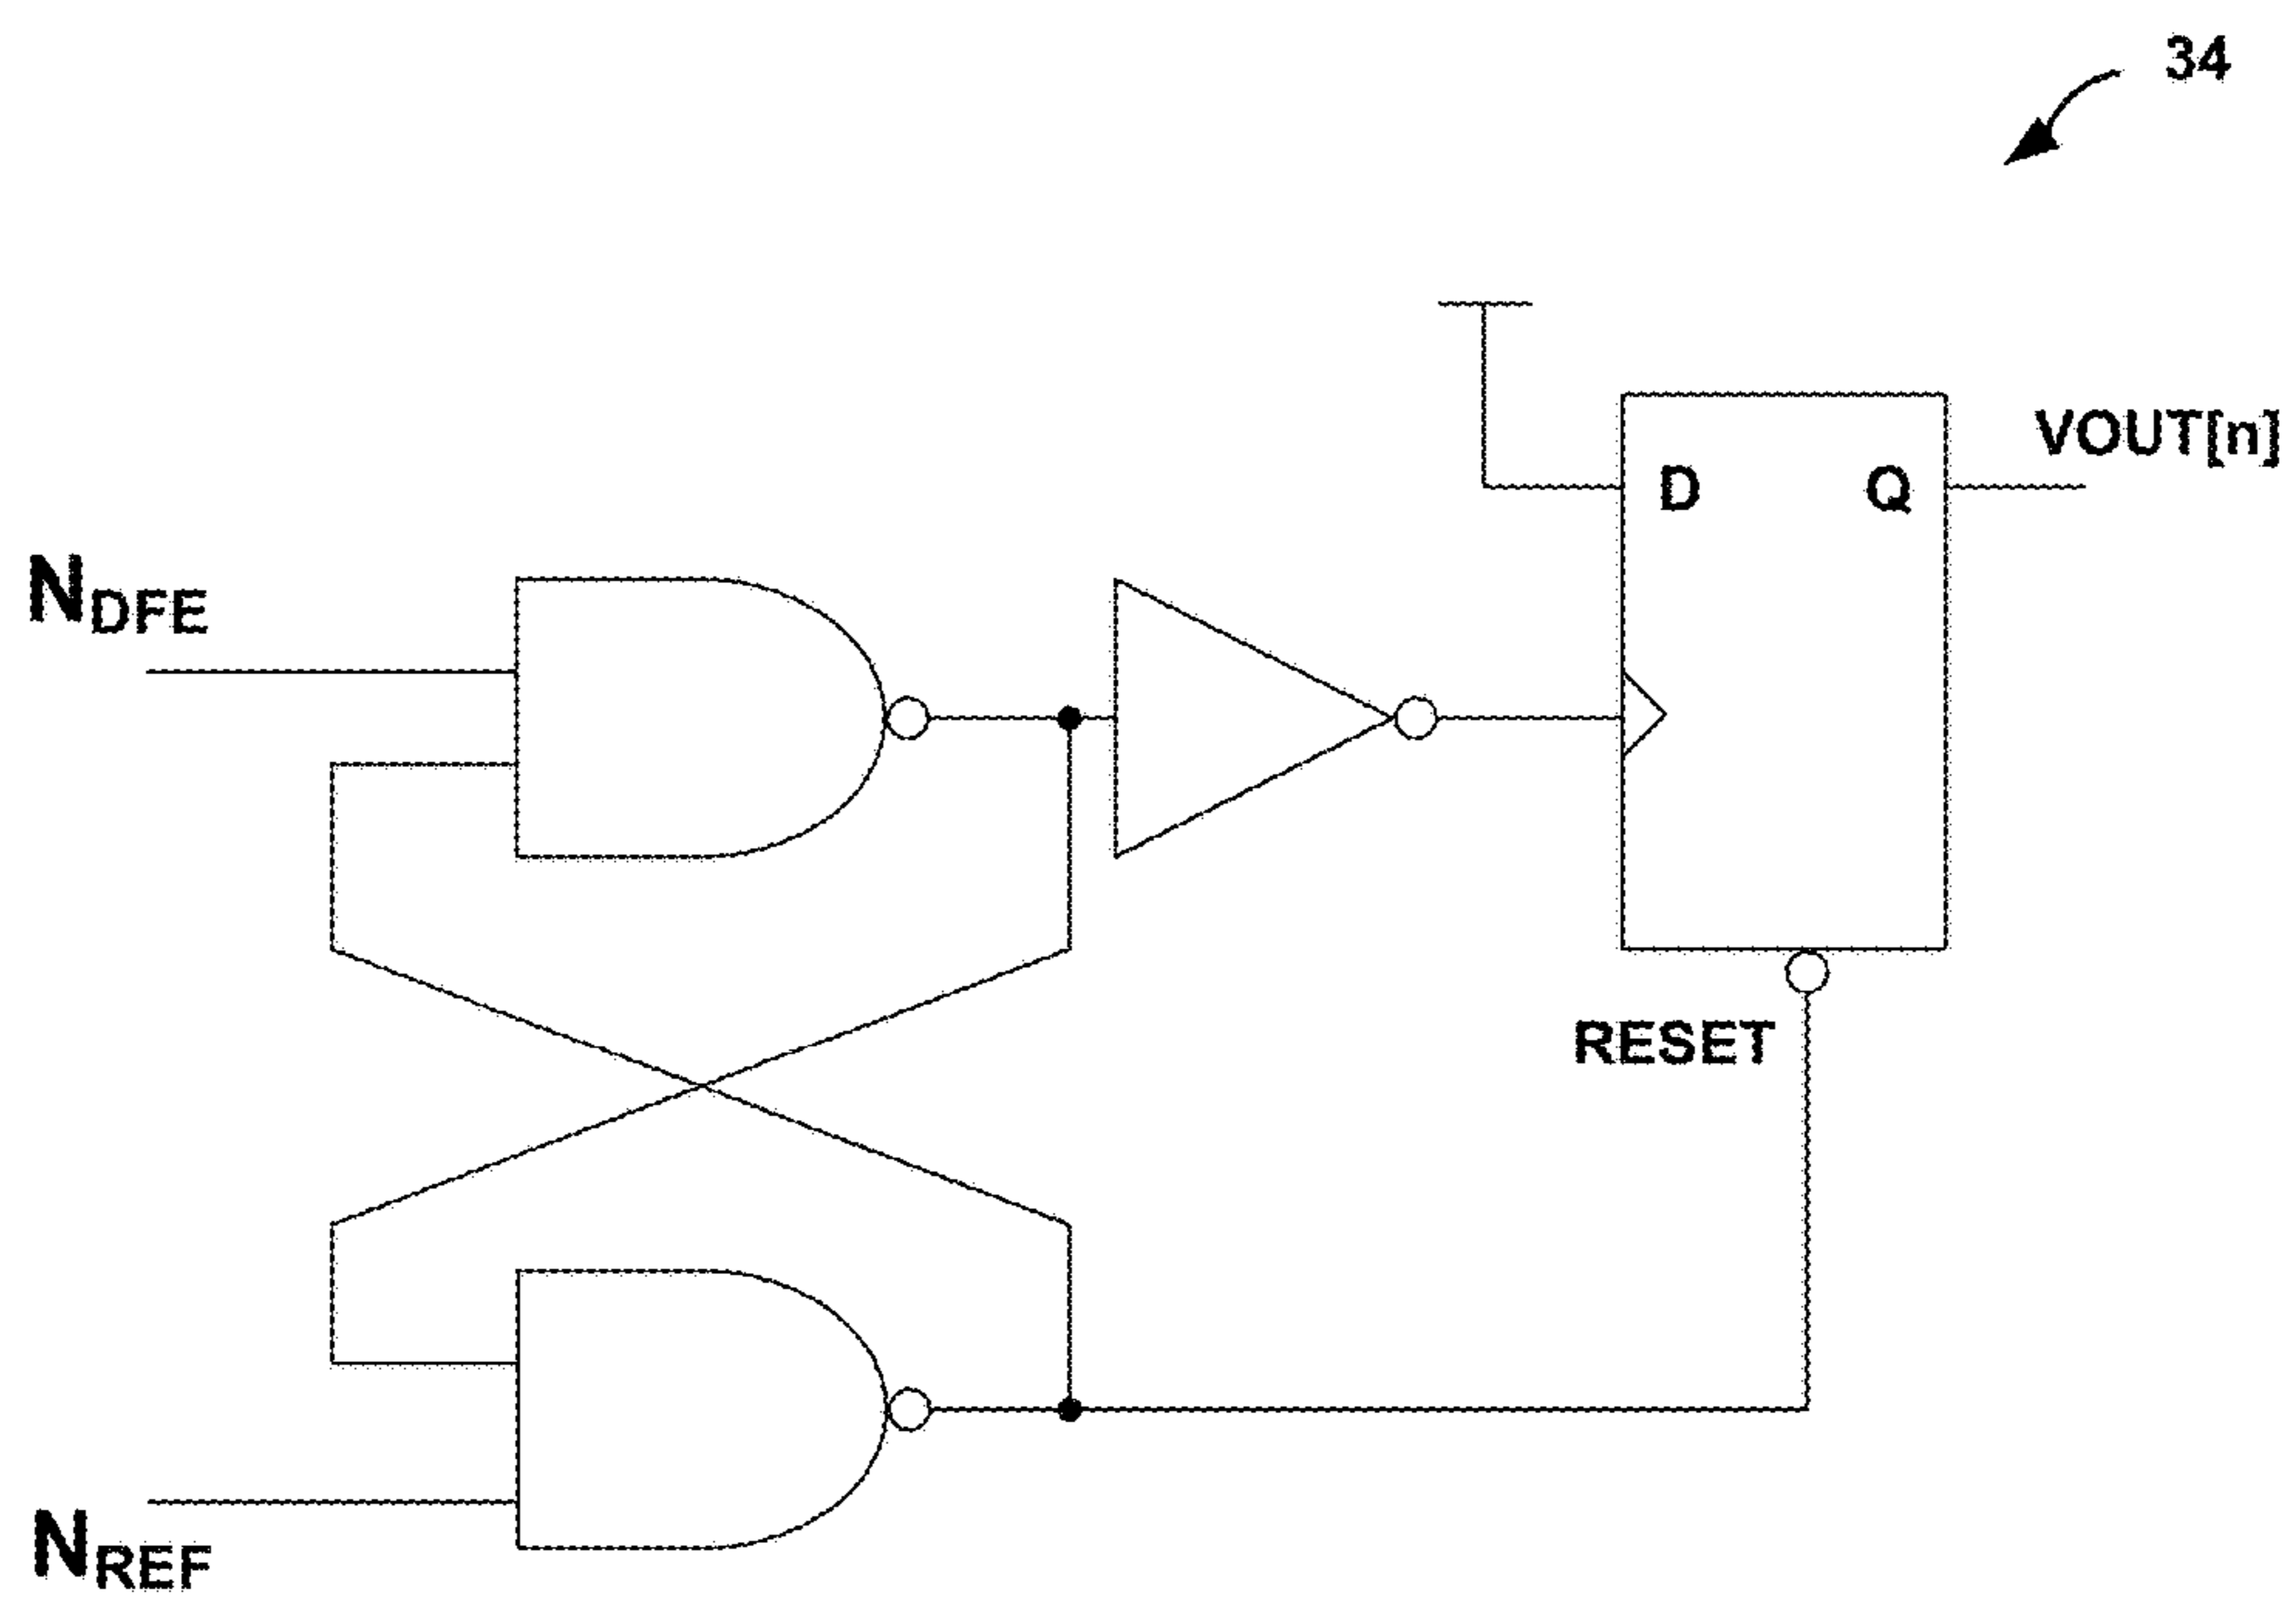 34
VOUT[n]
D
Q
NDFE
RESET
NREF